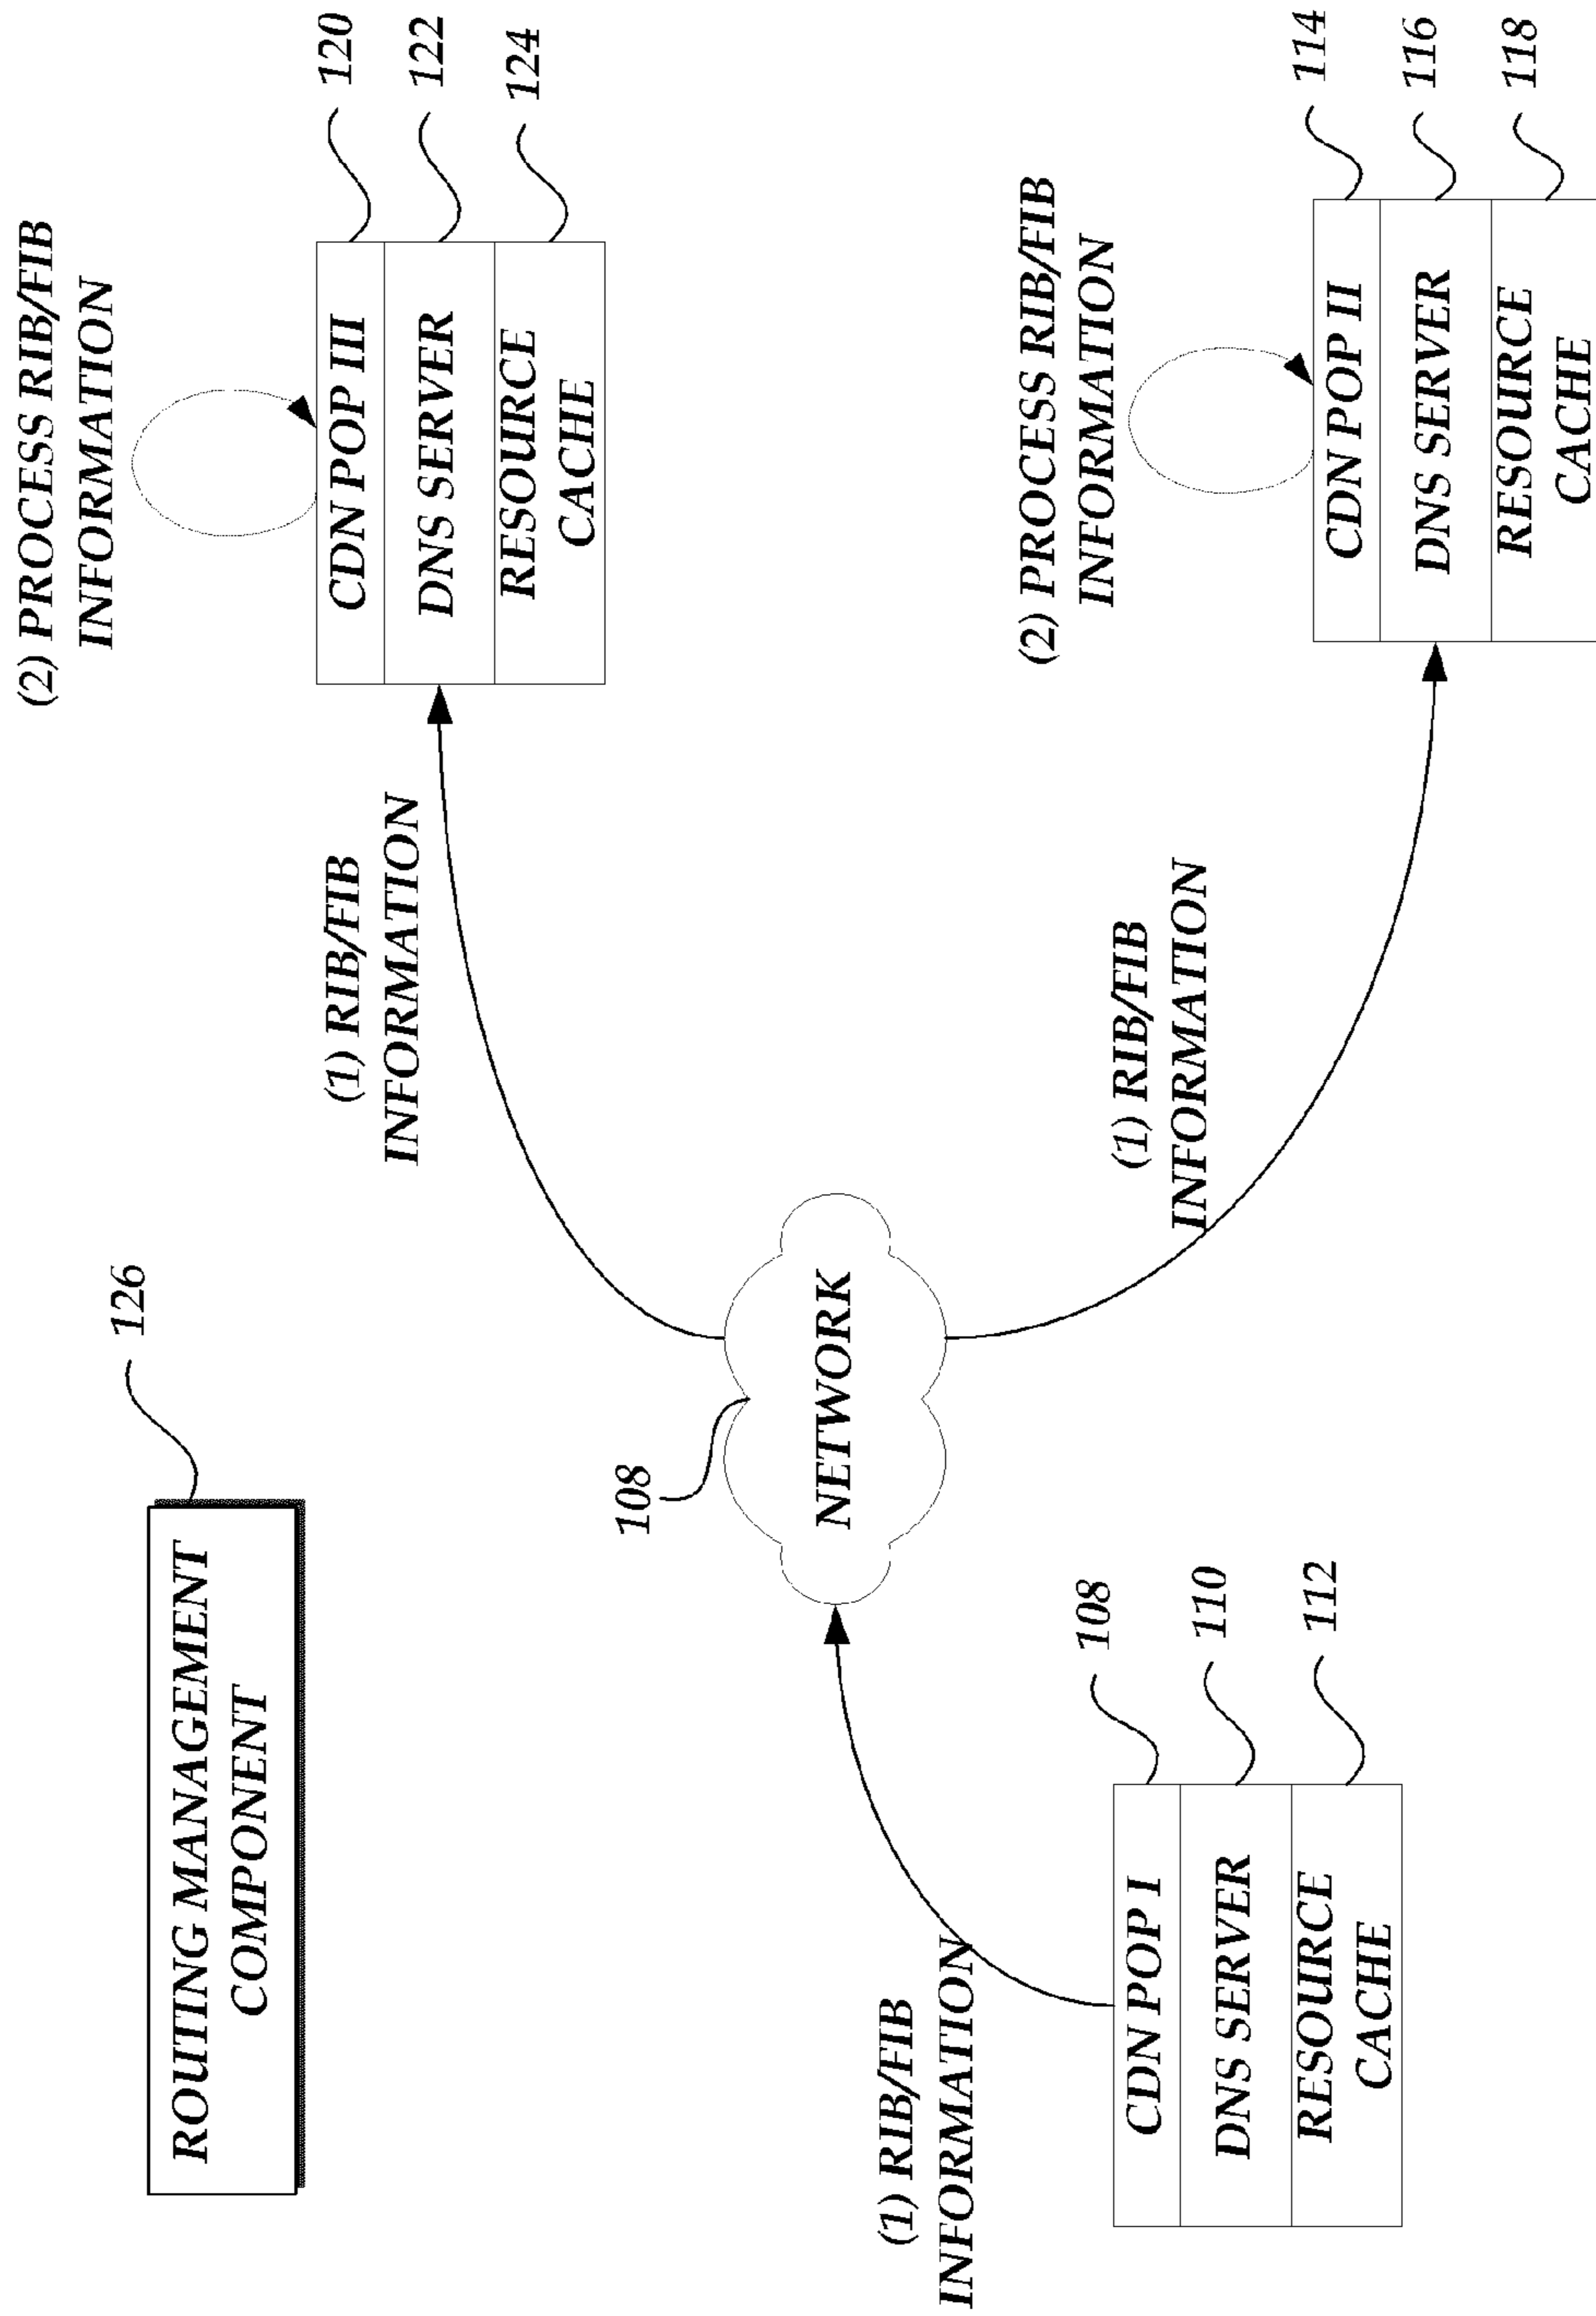 ROUTING MANAGEMENT
COMPONENT
126
(2) PROCESS RIB/FIB
INFORMATION
120
122
124
CDN POP III
DNS SERVER
RESOURCE
CACHE
(1) RIB/FIB
INFORMATION
108
NETWORK
(1) RIB/FIB
INFORMATION
108
110
112
CDN POP I
DNS SERVER
RESOURCE
CACHE
(1) RIB/FIB
INFORMATION
(2) PROCESS RIB/FIB
INFORMATION
114
116
118
CDN POP II
DNS SERVER
RESOURCE
CACHE